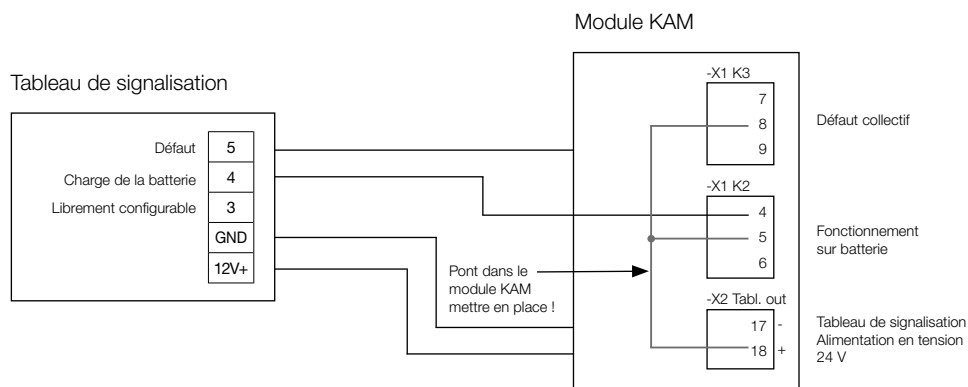 Module KAM
Tableau de signalisation
Défaut 5
Charge de la batterie 4
Librement configurable 3
GND
12V+
Pont dans le
module KAM
mettre en place !
-X1 K3
7
8
9
Défaut collectif
-X1 K2
4
5
6
Fonctionnement
sur batterie
-X2 Tabl. out
17 -
18 +
Tableau de signalisation
Alimentation en tension
24 V